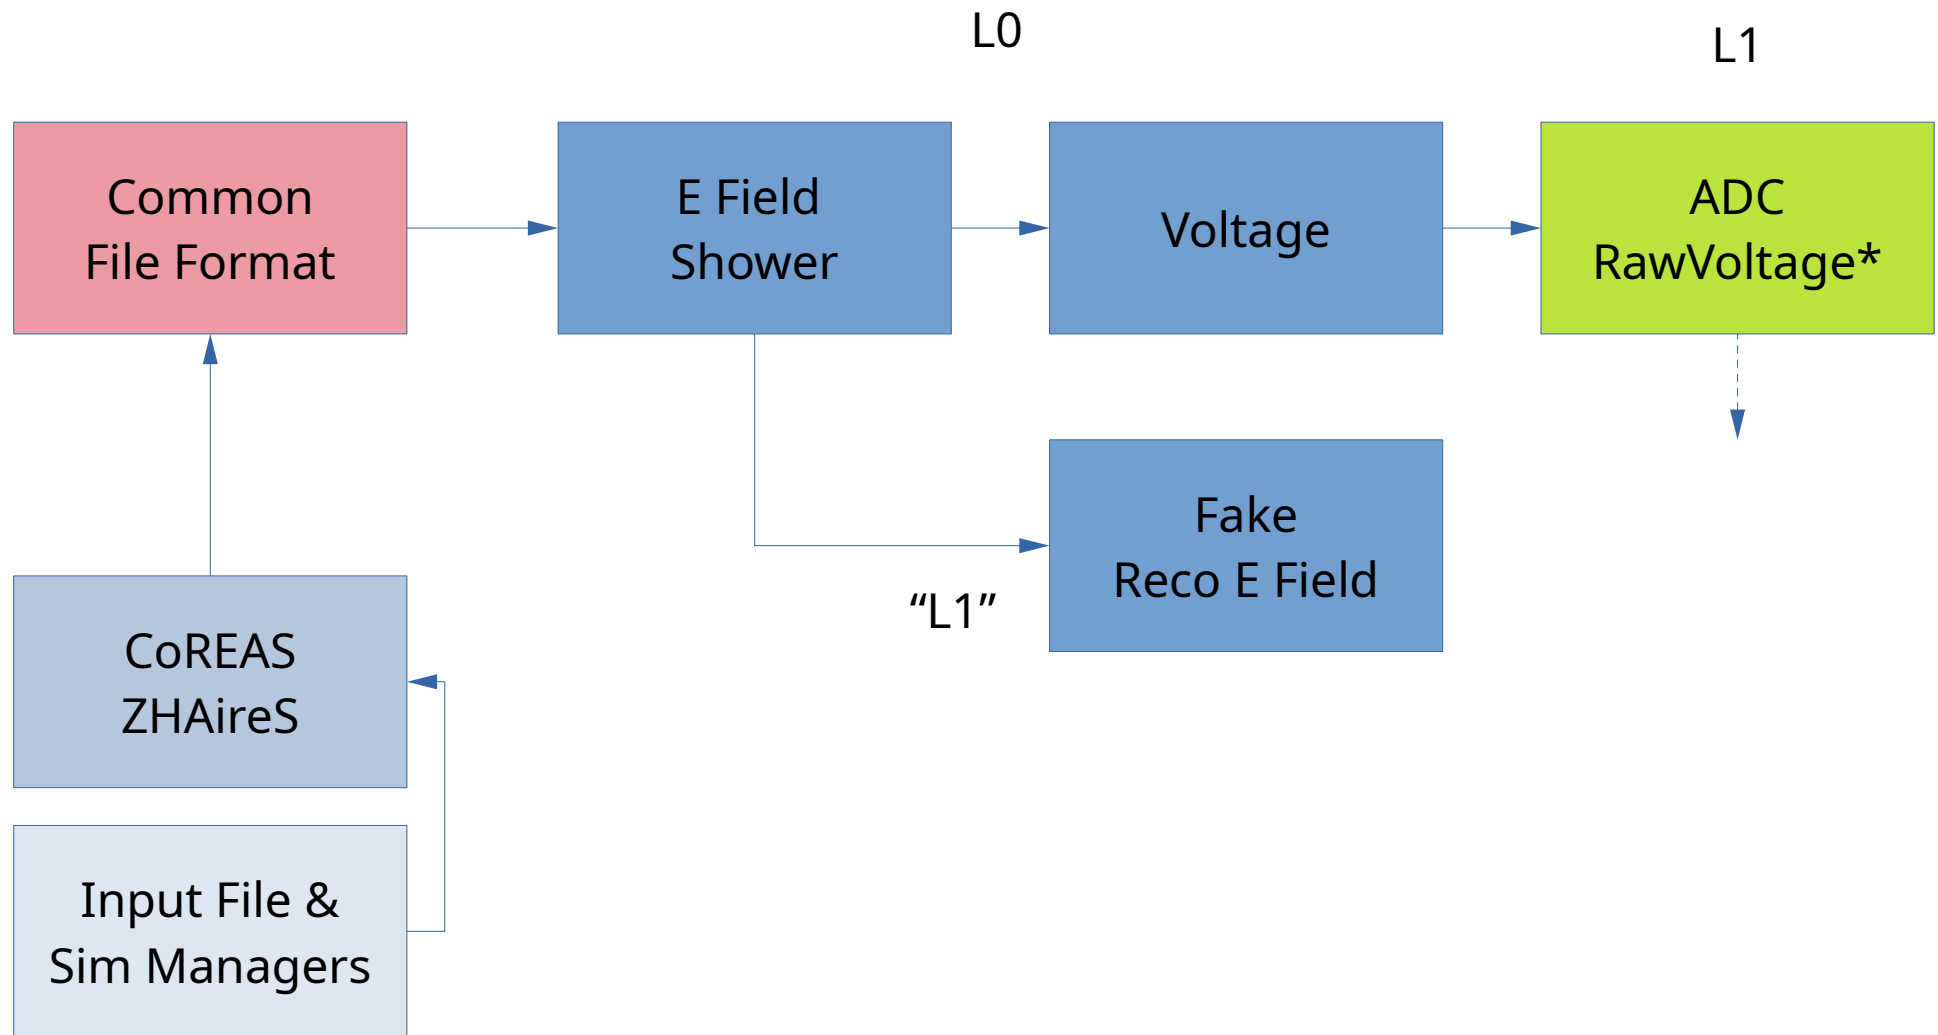 L0
L1
Common
File Format
E Field
Shower
Voltage
ADC
RawVoltage*
Fake
Reco E Field
“L1”
CoREAS
ZHAireS
Input File &
Sim Managers